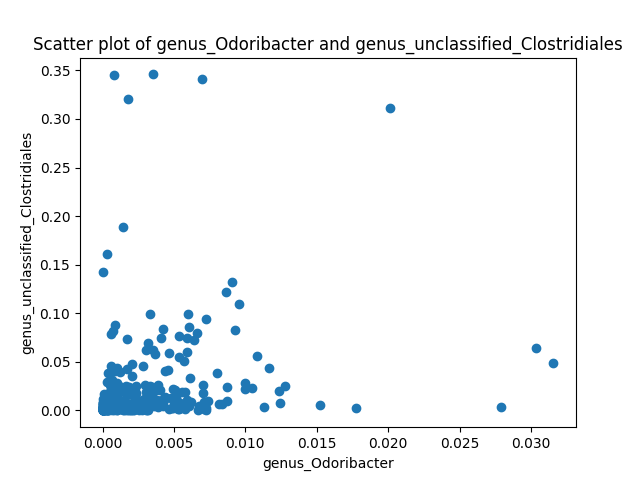 Scatter plot of genus_Odoribacter and genus_unclassified_Clostridiales
0.35
0.30
0.25
0.20
0.15
0.10
0.05
0.00
genus_unclassified_Clostridiales
0.000 0.005 0.010 0.015 0.020 0.025 0.030
genus_Odoribacter